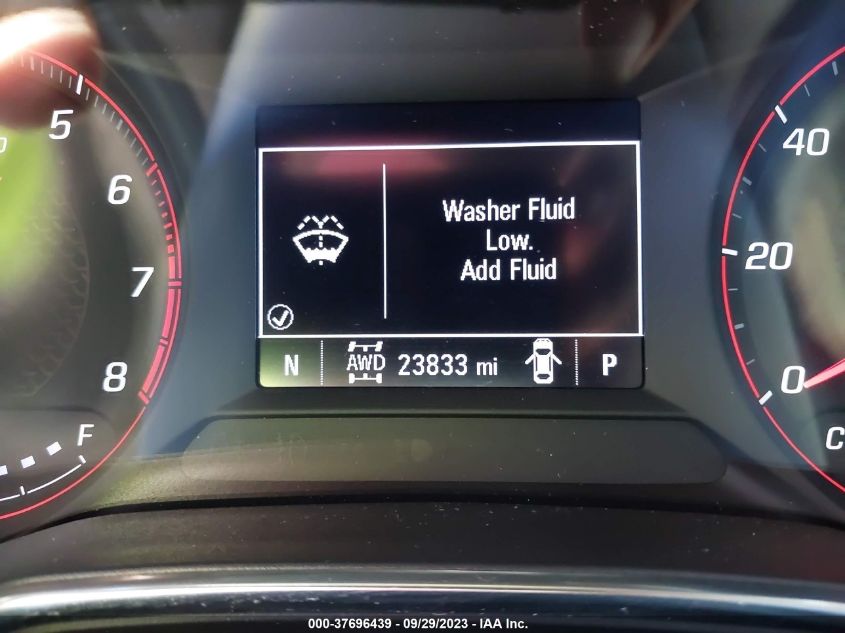 5
6
7
8
F
Washer Fluid
Low.
Add Fluid
N AWD 23833 mi P
40
20
0
C
000-37696439 - 09/29/2023 - IAA Inc.